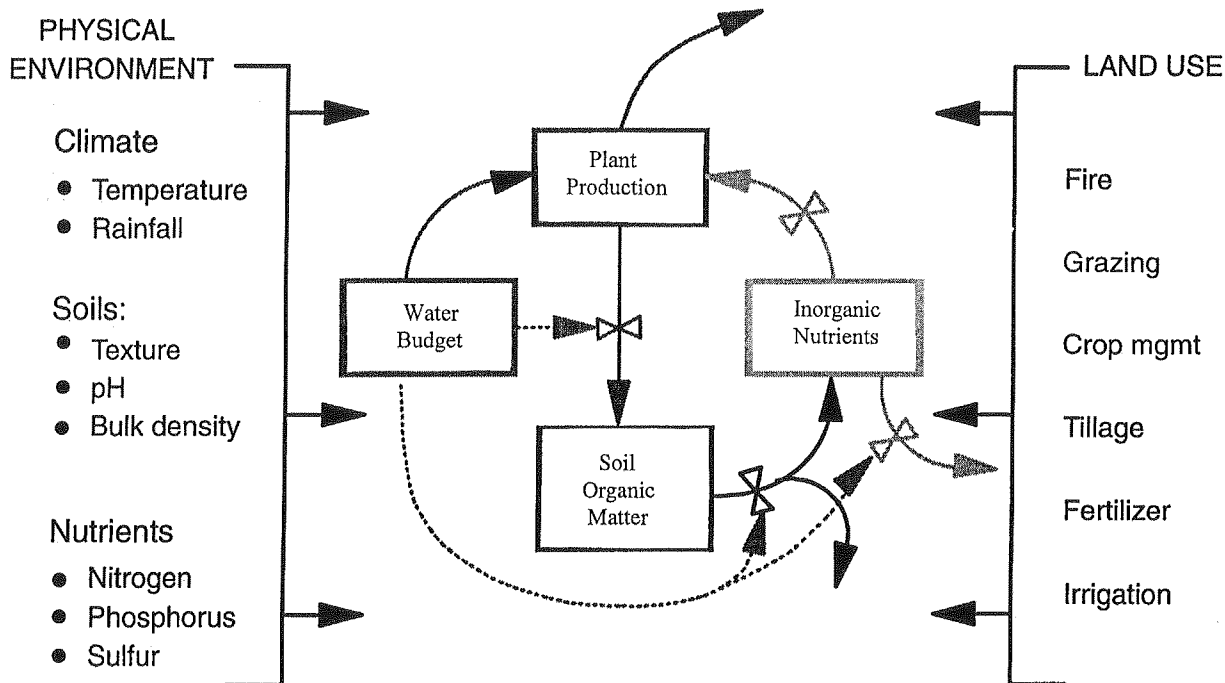 PHYSICAL
ENVIRONMENT
Climate
Temperature
Rainfall
Soils:
Texture
pH
Bulk density
Nutrients
Nitrogen
Phosphorus
Sulfur
Plant
Production
Water
Budget
Inorganic
Nutrients
Soil
Organic
Matter
LAND USE
Fire
Grazing
Crop mgmt
Tillage
Fertilizer
Irrigation